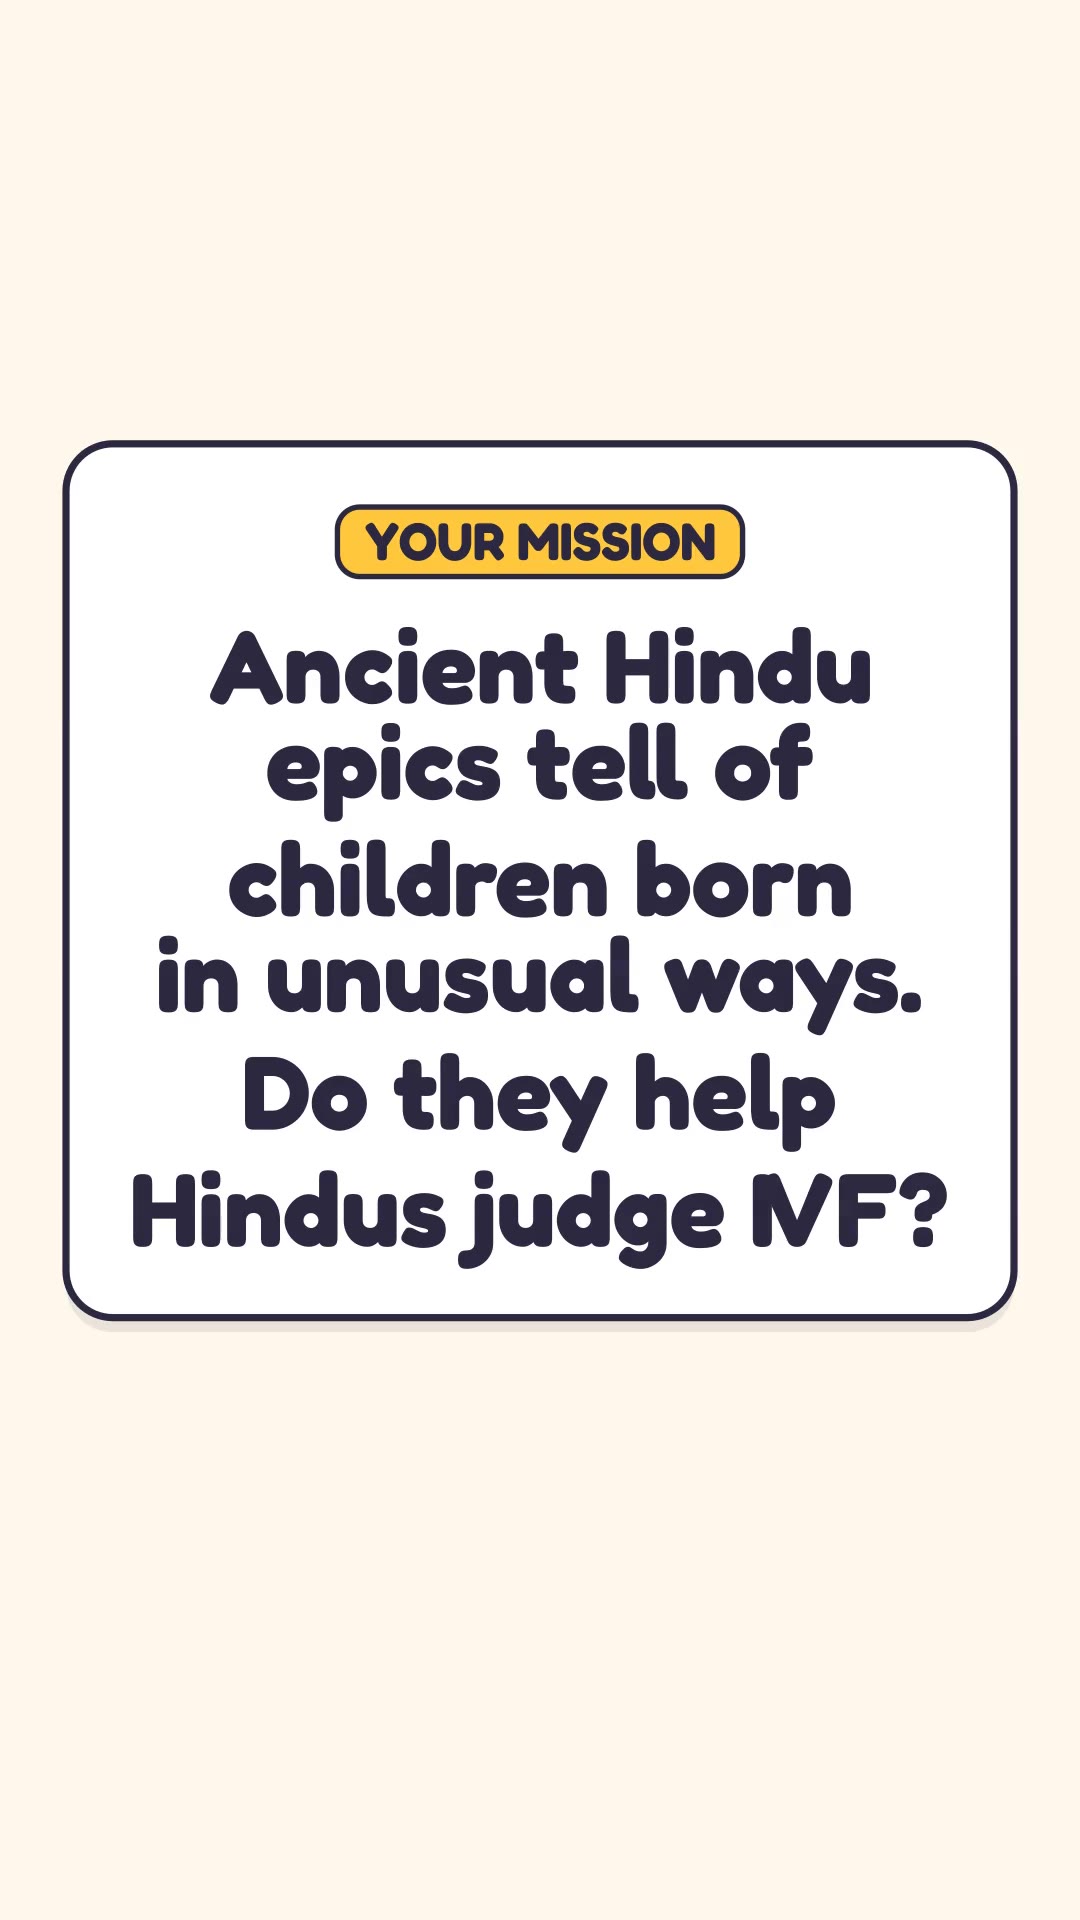 YOUR MISSION
Ancient Hindu
epics tell of
children born
in unusual ways.
Do they help
Hindus judge IVF?